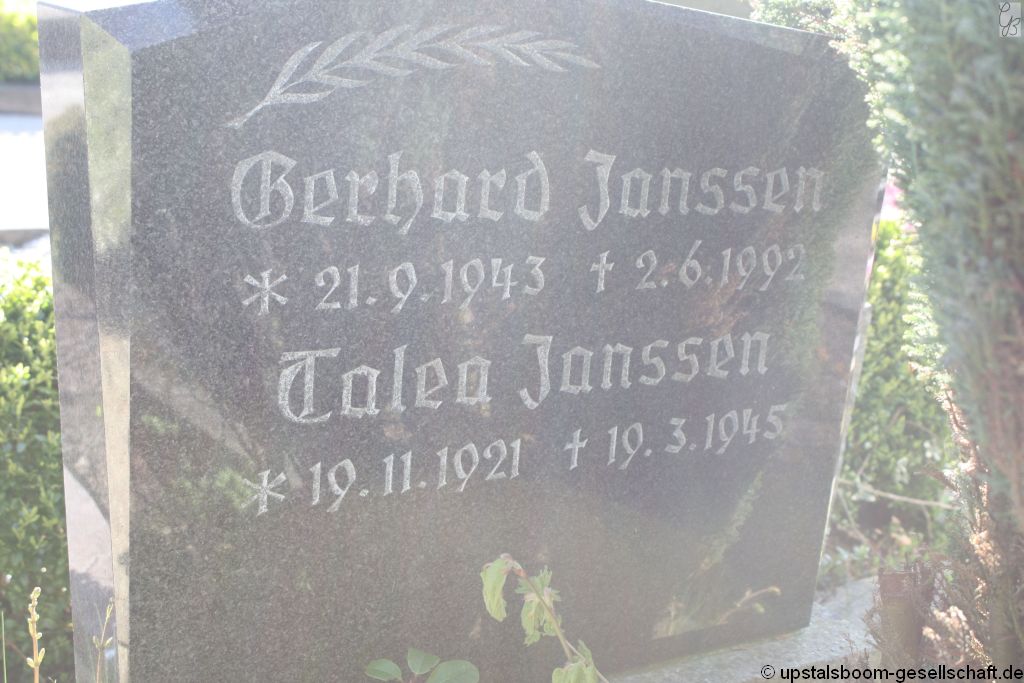 Gerhard Janssen
* 21.9.1943 † 2.6.1992
Talea Janssen
* 19.11.1921 † 19.3.1945
GB
© upstalsboom-gesellschaft.de